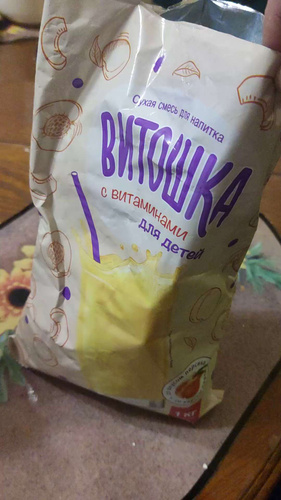 Сухая смесь для напитка
ВИТОШКА
с витаминами
для детей
1 кг